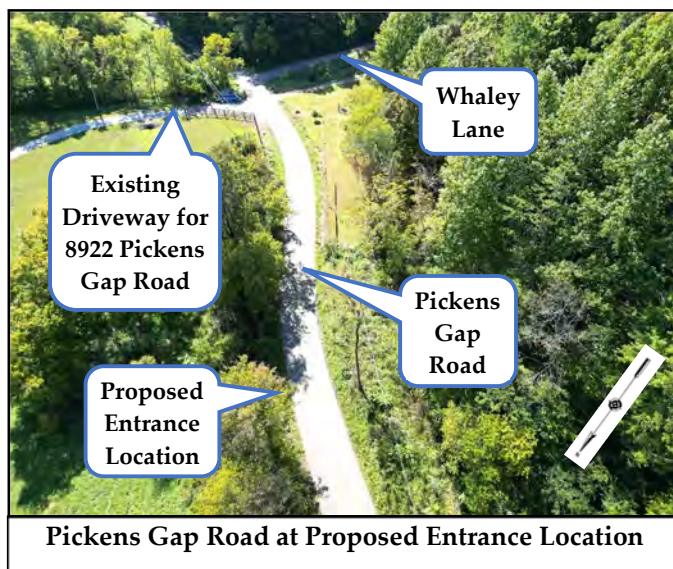 Whaley
Lane
Existing
Driveway for
8922 Pickens
Gap Road
Pickens
Gap
Road
Proposed
Entrance
Location
Pickens Gap Road at Proposed Entrance Location